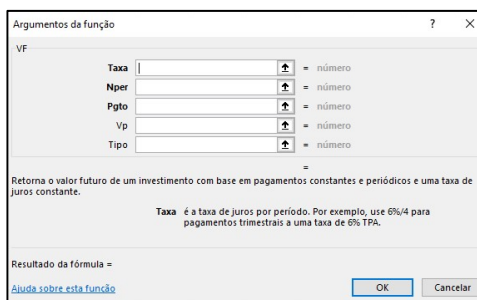 Argumentos da função ? ×
VF
Taxa = número
Nper = número
Pgto = número
Vp = número
Tipo = número
=
Retorna o valor futuro de um investimento com base em pagamentos constantes e periódicos e uma taxa de
juros constante.
Taxa é a taxa de juros por período. Por exemplo, use 6%/4 para
pagamentos trimestrais a uma taxa de 6% TPA.
Resultado da fórmula =
Ajuda sobre esta função OK Cancelar